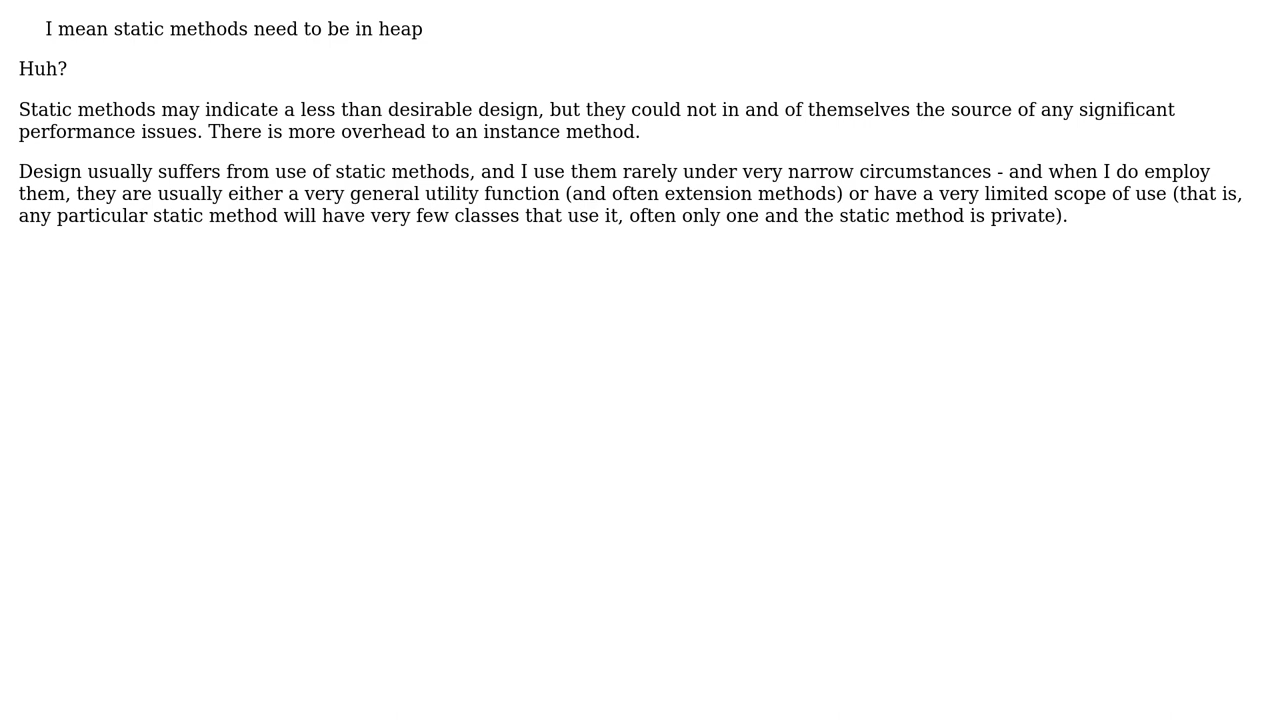 I mean static methods need to be in heap
Huh?
Static methods may indicate a less than desirable design, but they could not in and of themselves the source of any significant
performance issues. There is more overhead to an instance method.
Design usually suffers from use of static methods, and I use them rarely under very narrow circumstances - and when I do employ
them, they are usually either a very general utility function (and often extension methods) or have a very limited scope of use (that is,
any particular static method will have very few classes that use it, often only one and the static method is private).